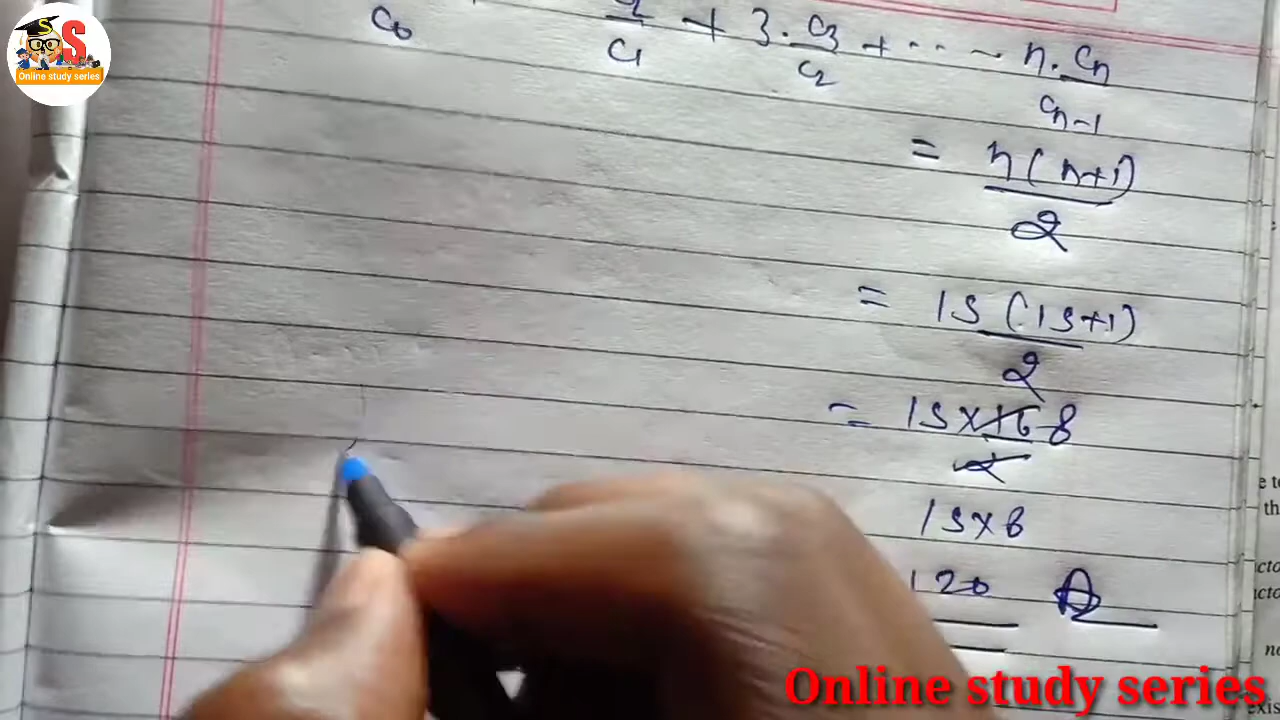 S
S
Online study series
C₂ + 3. C₃ + ... - n. Cₙ
C₀ C₁ C₂ Cₙ₋₁
= n(n+1)
2
= 15(15+1)
2
= 15×16 8
2
15×8
120 A
Online study series